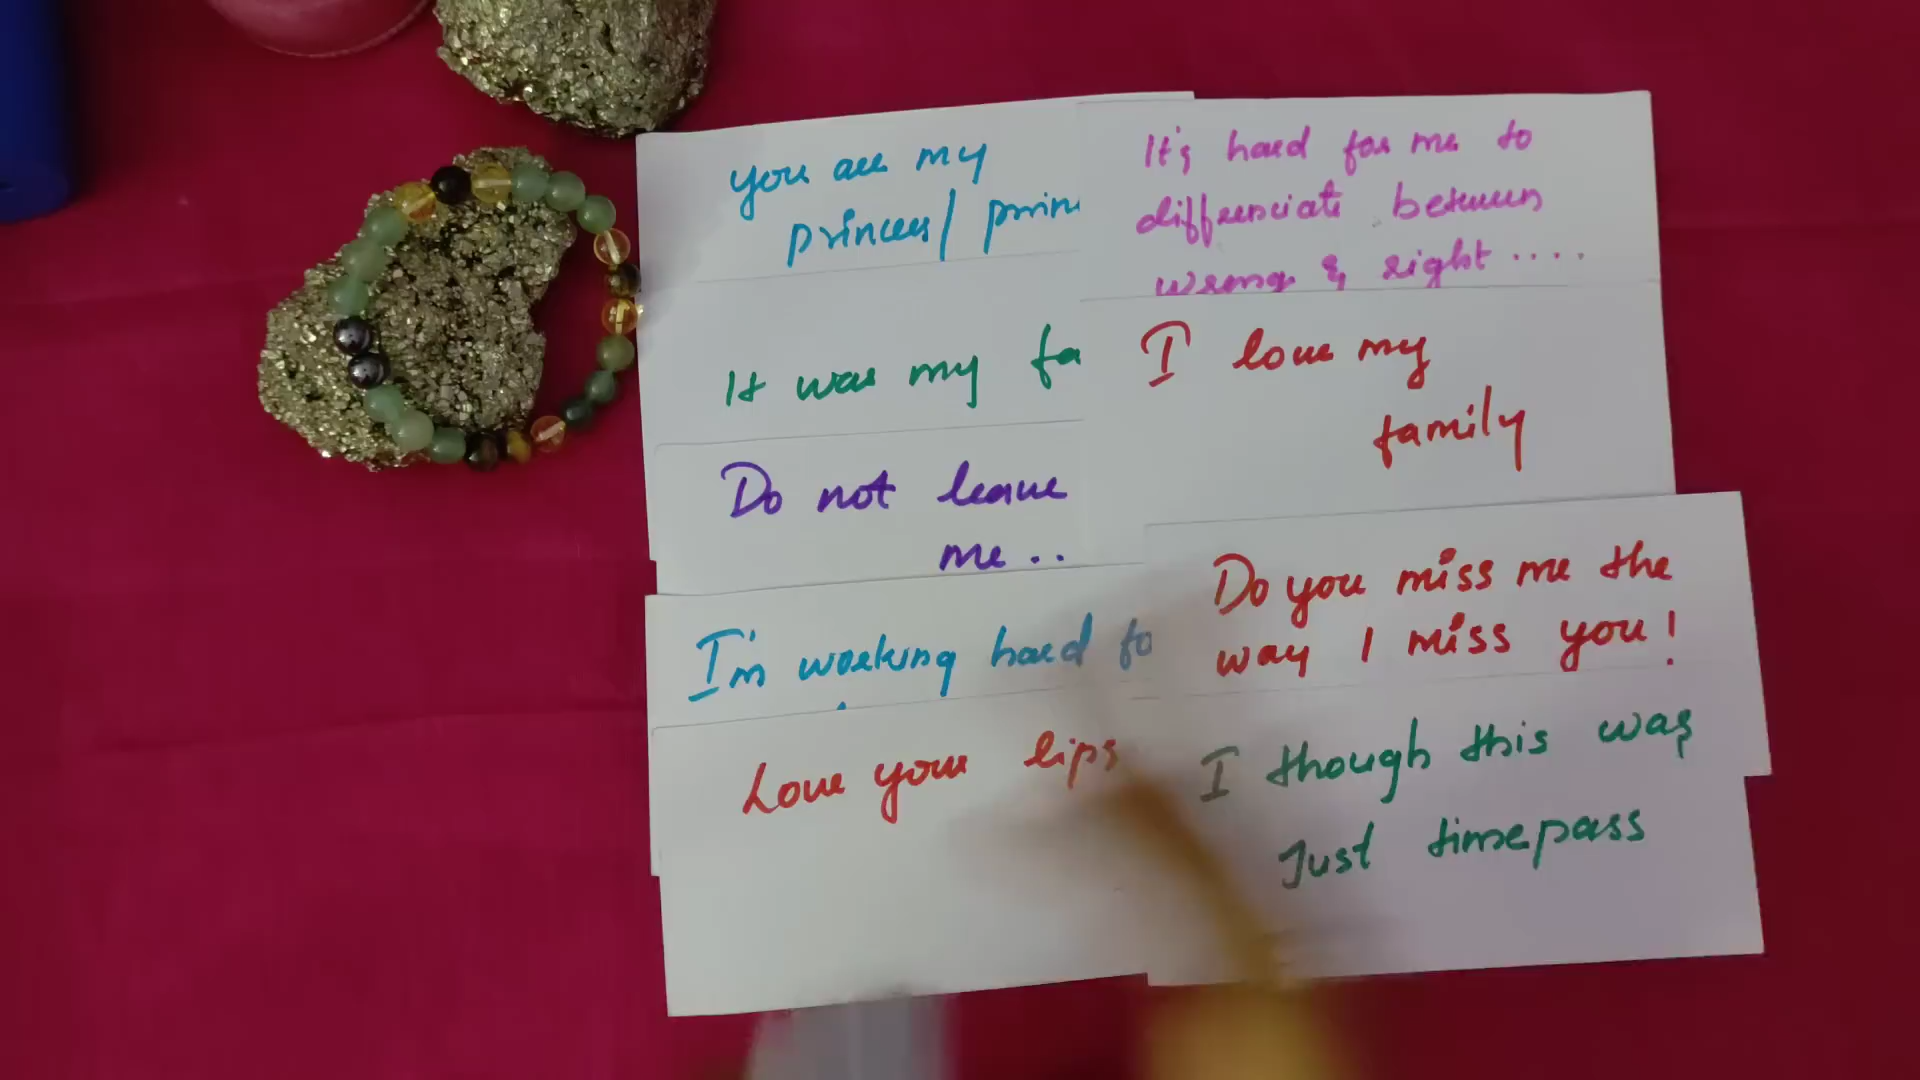 you are my
princess/
It was my
Do not leave
me..
I'm working hard
Love your lips
It's hard for me to
differenciate between
wrong & right ....
I love my
family
Do you miss me the
way I miss you!
I though this was
Just timepass